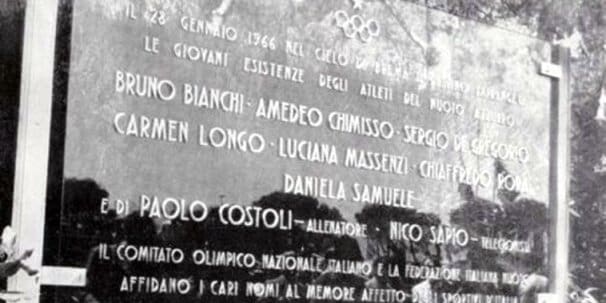 IL 28 GENNAIO 1966 NEL CIELO DI BREMA
LE GIOVANI ESISTENZE DEGLI ATLETI DEL NUOTO AZZURRO
BRUNO BIANCHI · AMEDEO CHIMISSO · SERGIO DE GREGORIO
CARMEN LONGO · LUCIANA MASSENZI · CHIAFFREDO RORA
DANIELA SAMUELE
E DI PAOLO COSTOLI – ALLENATORE · NICO SAPIO – TELECRONISTA
IL COMITATO OLIMPICO NAZIONALE ITALIANO E LA FEDERAZIONE ITALIANA NUOTO
AFFIDANO I CARI NOMI AL MEMORE AFFETTO DEGLI SPORTIVI